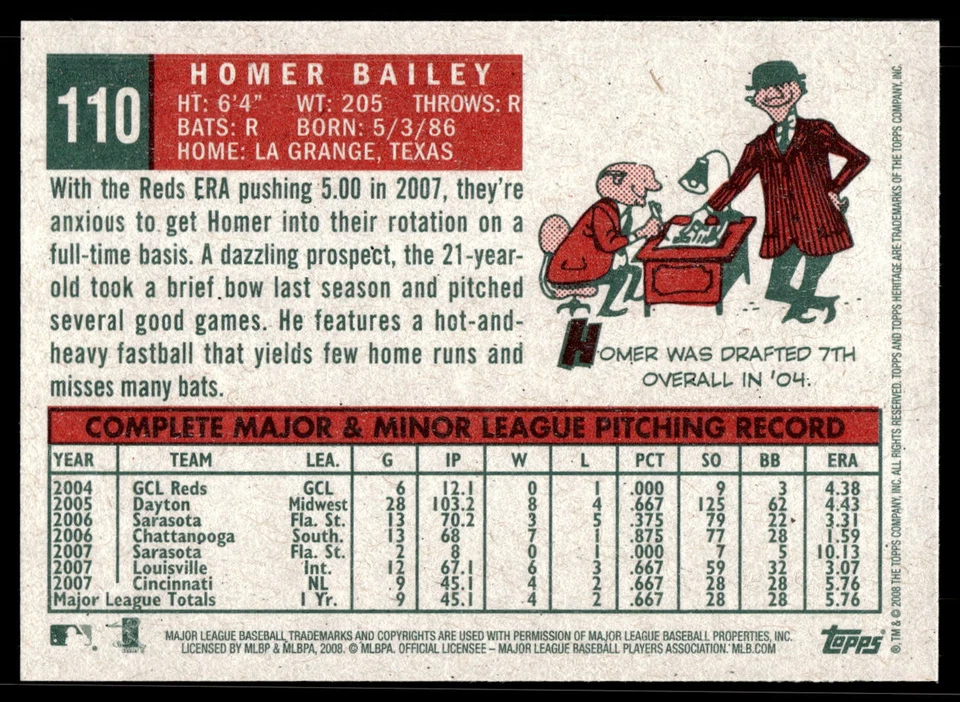 110
HOMER BAILEY
HT: 6'4" WT: 205 THROWS: R
BATS: R BORN: 5/3/86
HOME: LA GRANGE, TEXAS
With the Reds ERA pushing 5.00 in 2007, they're
anxious to get Homer into their rotation on a
full-time basis. A dazzling prospect, the 21-year-
old took a brief bow last season and pitched
several good games. He features a hot-and-
heavy fastball that yields few home runs and
misses many bats.
HOMER WAS DRAFTED 7TH
OVERALL IN '04.
COMPLETE MAJOR & MINOR LEAGUE PITCHING RECORD
YEAR TEAM LEA. G IP W L PCT SO BB ERA
2004 GCL Reds GCL 6 12.1 0 1 .000 9 3 4.38
2005 Dayton Midwest 28 103.2 8 4 .667 125 62 4.43
2006 Sarasota Fla. St. 13 70.2 3 5 .375 79 22 3.31
2006 Chattanooga South. 13 68 7 1 .875 77 28 1.59
2007 Sarasota Fla. St. 2 8 0 1 .000 7 5 10.13
2007 Louisville Int. 12 67.1 6 3 .667 59 32 3.07
2007 Cincinnati NL 9 45.1 4 2 .667 28 28 5.76
Major League Totals 1 Yr. 9 45.1 4 2 .667 28 28 5.76
MAJOR LEAGUE BASEBALL TRADEMARKS AND COPYRIGHTS ARE USED WITH PERMISSION OF MAJOR LEAGUE BASEBALL PROPERTIES, INC.
LICENSED BY MLBP & MLBPA, 2008. © MLBPA. OFFICIAL LICENSEE – MAJOR LEAGUE BASEBALL PLAYERS ASSOCIATION. MLB.COM
Topps
®, TM & © 2008 THE TOPPS COMPANY, INC. ALL RIGHTS RESERVED. TOPPS AND TOPPS HERITAGE ARE TRADEMARKS OF THE TOPPS COMPANY, INC.